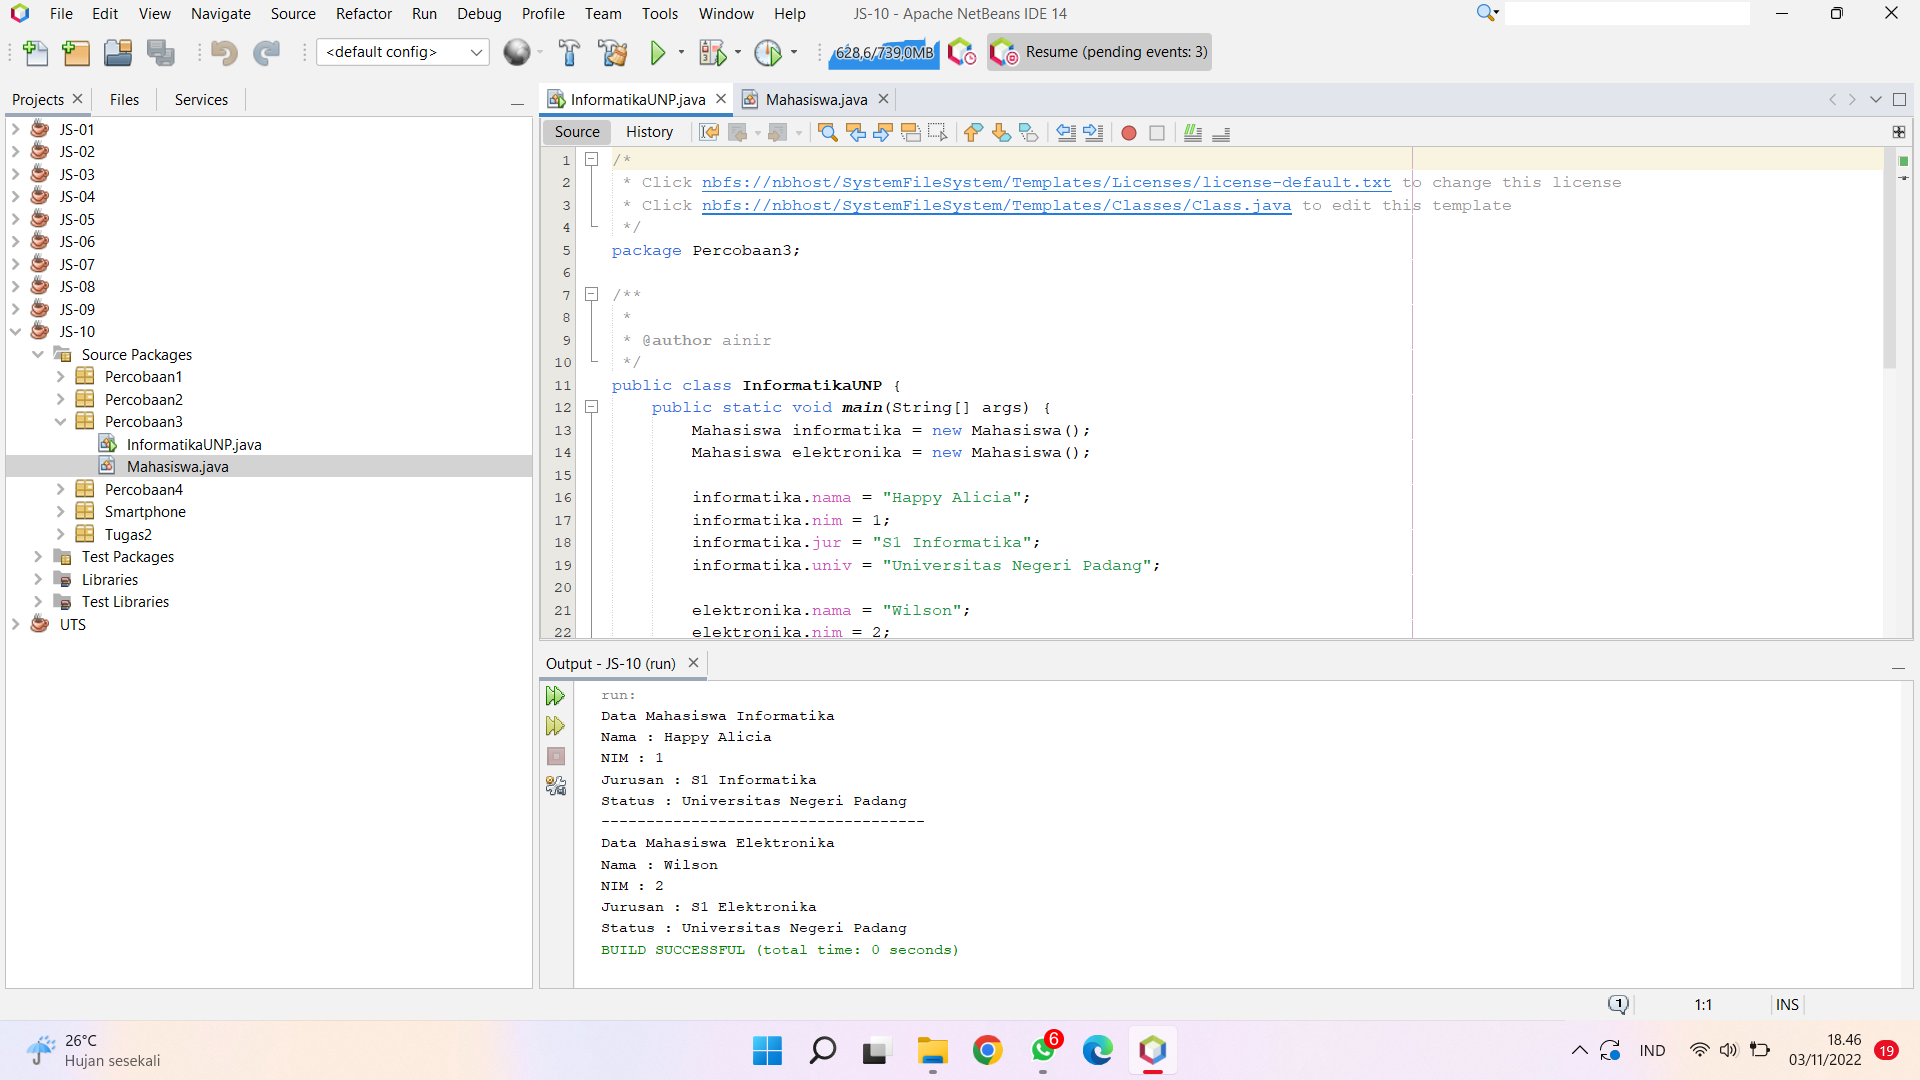 File Edit View Navigate Source Refactor Run Debug Profile Team Tools Window Help JS-10 - Apache NetBeans IDE 14
<default config> 628,6/739,0MB Resume (pending events: 3)
Projects Files Services
InformatikaUNP.java Mahasiswa.java
JS-01
JS-02
JS-03
JS-04
JS-05
JS-06
JS-07
JS-08
JS-09
JS-10
Source Packages
Percobaan1
Percobaan2
Percobaan3
InformatikaUNP.java
Mahasiswa.java
Percobaan4
Smartphone
Tugas2
Test Packages
Libraries
Test Libraries
UTS
Source History
1 /*
2 * Click nbfs://nbhost/SystemFileSystem/Templates/Licenses/license-default.txt to change this license
3 * Click nbfs://nbhost/SystemFileSystem/Templates/Classes/Class.java to edit this template
4 */
5 package Percobaan3;
6
7 /**
8 *
9 * @author ainir
10 */
11 public class InformatikaUNP {
12 public static void main(String[] args) {
13 Mahasiswa informatika = new Mahasiswa();
14 Mahasiswa elektronika = new Mahasiswa();
15
16 informatika.nama = "Happy Alicia";
17 informatika.nim = 1;
18 informatika.jur = "S1 Informatika";
19 informatika.univ = "Universitas Negeri Padang";
20
21 elektronika.nama = "Wilson";
22 elektronika.nim = 2;
Output - JS-10 (run)
run:
Data Mahasiswa Informatika
Nama : Happy Alicia
NIM : 1
Jurusan : S1 Informatika
Status : Universitas Negeri Padang
------------------------------------
Data Mahasiswa Elektronika
Nama : Wilson
NIM : 2
Jurusan : S1 Elektronika
Status : Universitas Negeri Padang
BUILD SUCCESSFUL (total time: 0 seconds)
1 1:1 INS
26°C
Hujan sesekali
6
IND
18.46
03/11/2022
19